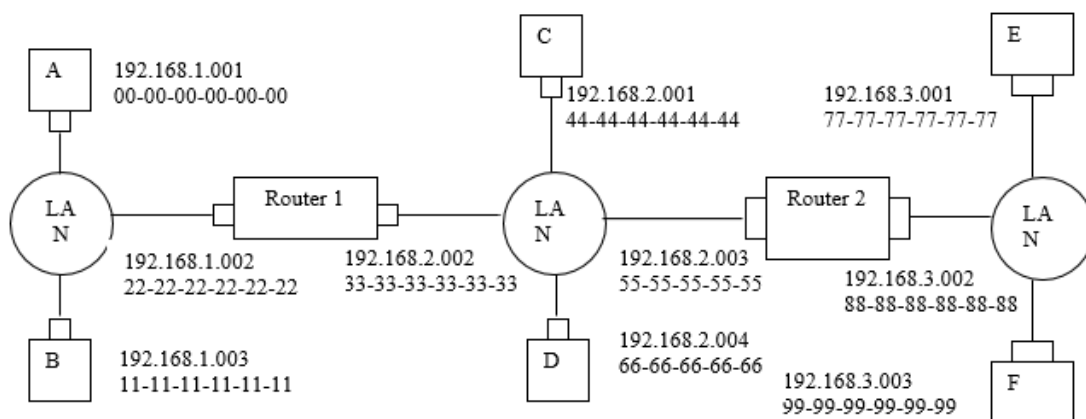 A
192.168.1.001
00-00-00-00-00-00
C
192.168.2.001
44-44-44-44-44-44
E
192.168.3.001
77-77-77-77-77-77
LA
N
Router 1
LA
N
Router 2
LA
N
192.168.1.002
22-22-22-22-22-22
192.168.2.002
33-33-33-33-33-33
192.168.2.003
55-55-55-55-55
192.168.3.002
88-88-88-88-88-88
B
192.168.1.003
11-11-11-11-11-11
D
192.168.2.004
66-66-66-66-66
192.168.3.003
99-99-99-99-99-99
F